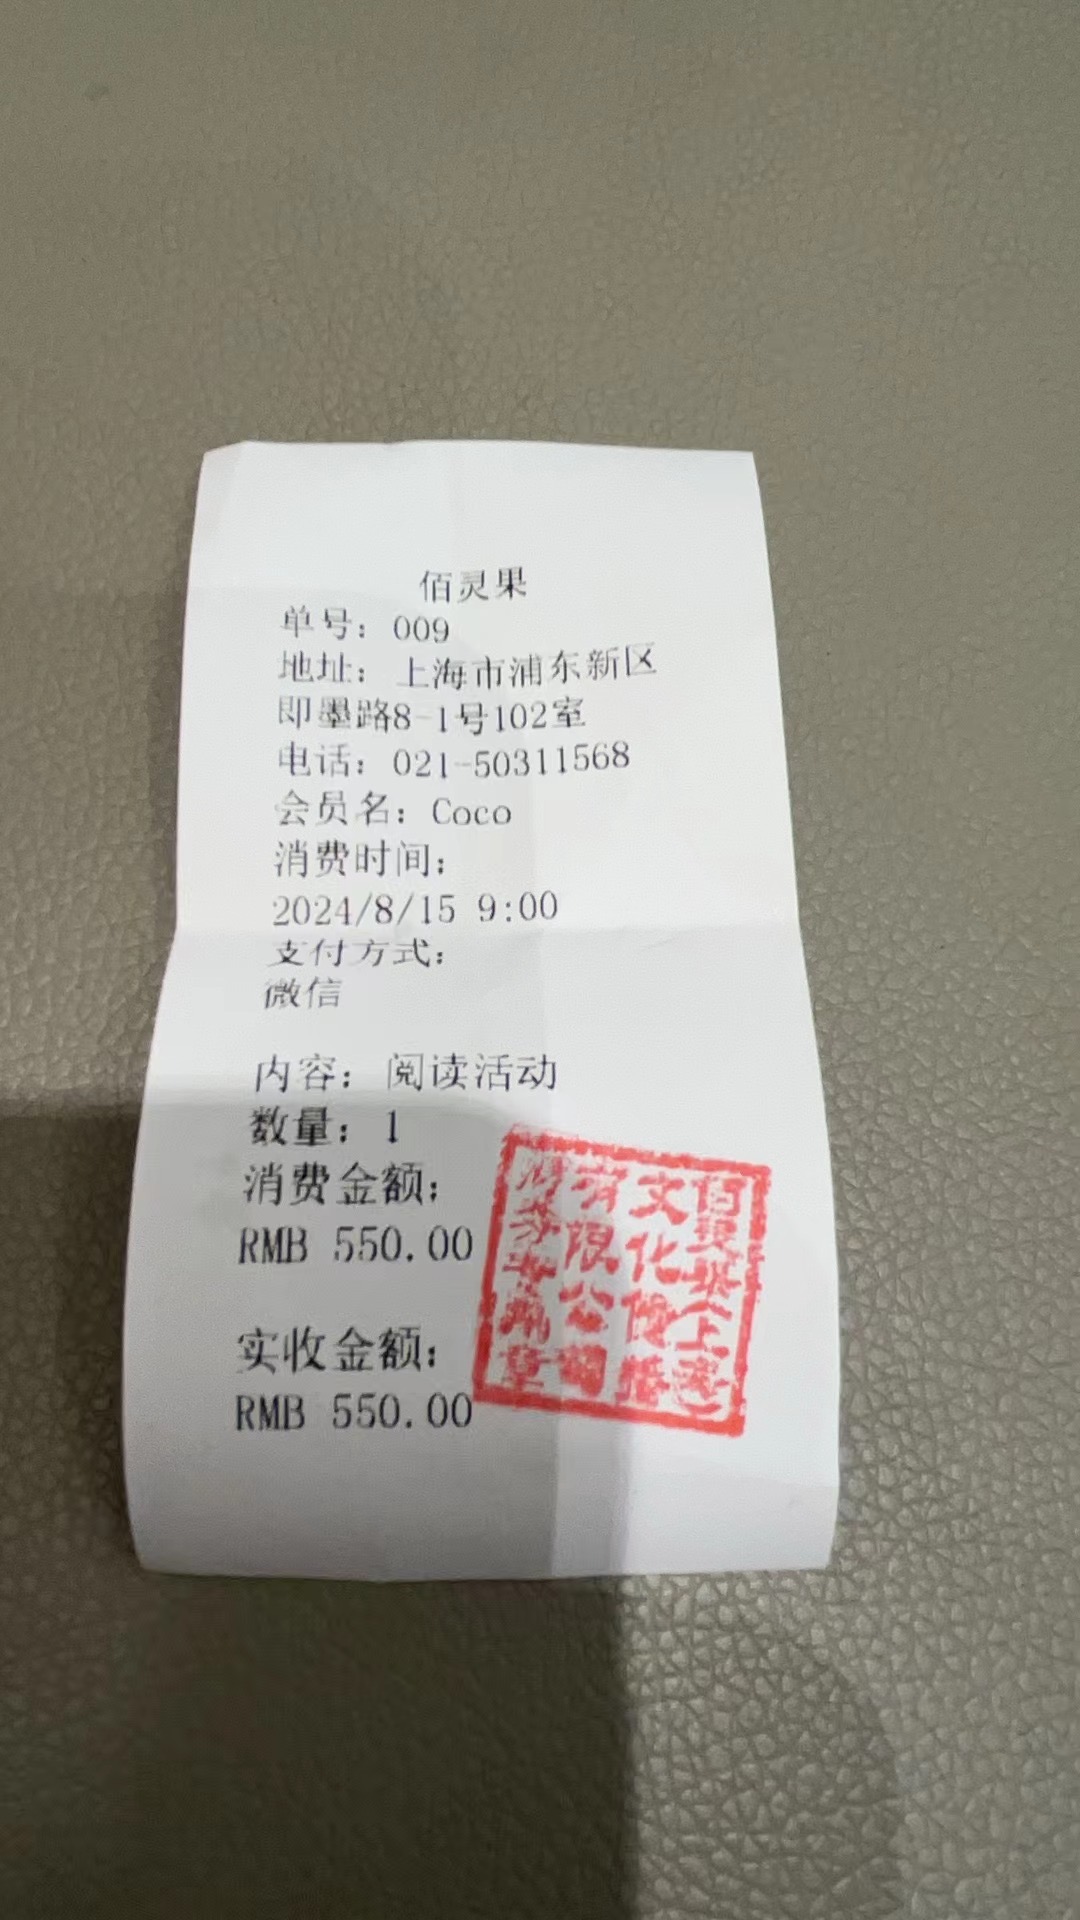 佰灵果
单号：009
地址：上海市浦东新区
即墨路8-1号102室
电话：021-50311568
会员名：Coco
消费时间：
2024/8/15 9:00
支付方式：
微信
内容：阅读活动
数量：1
消费金额：
RMB 550.00
实收金额：
RMB 550.00
文化传播
有限公司